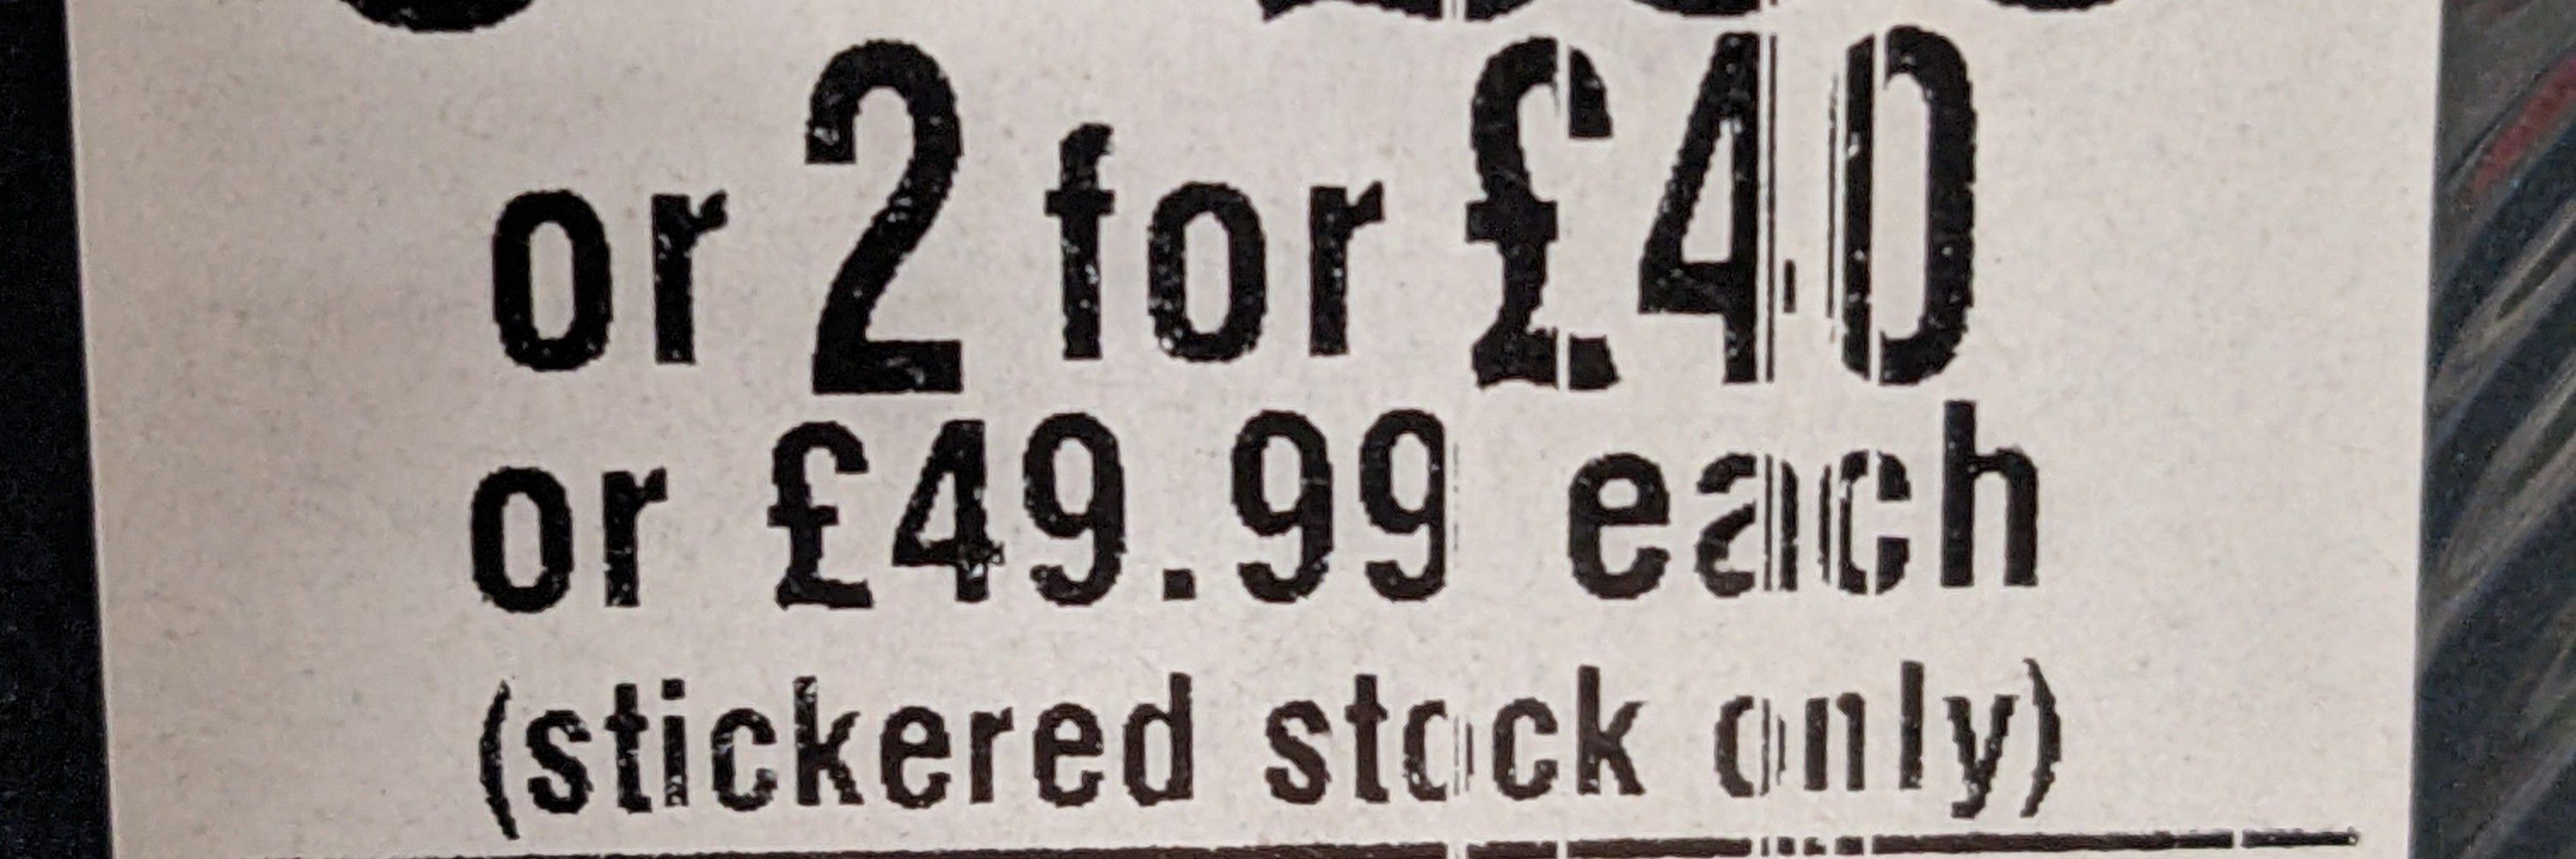 or 2 for £40
or £49.99 each
(stickered stock only)